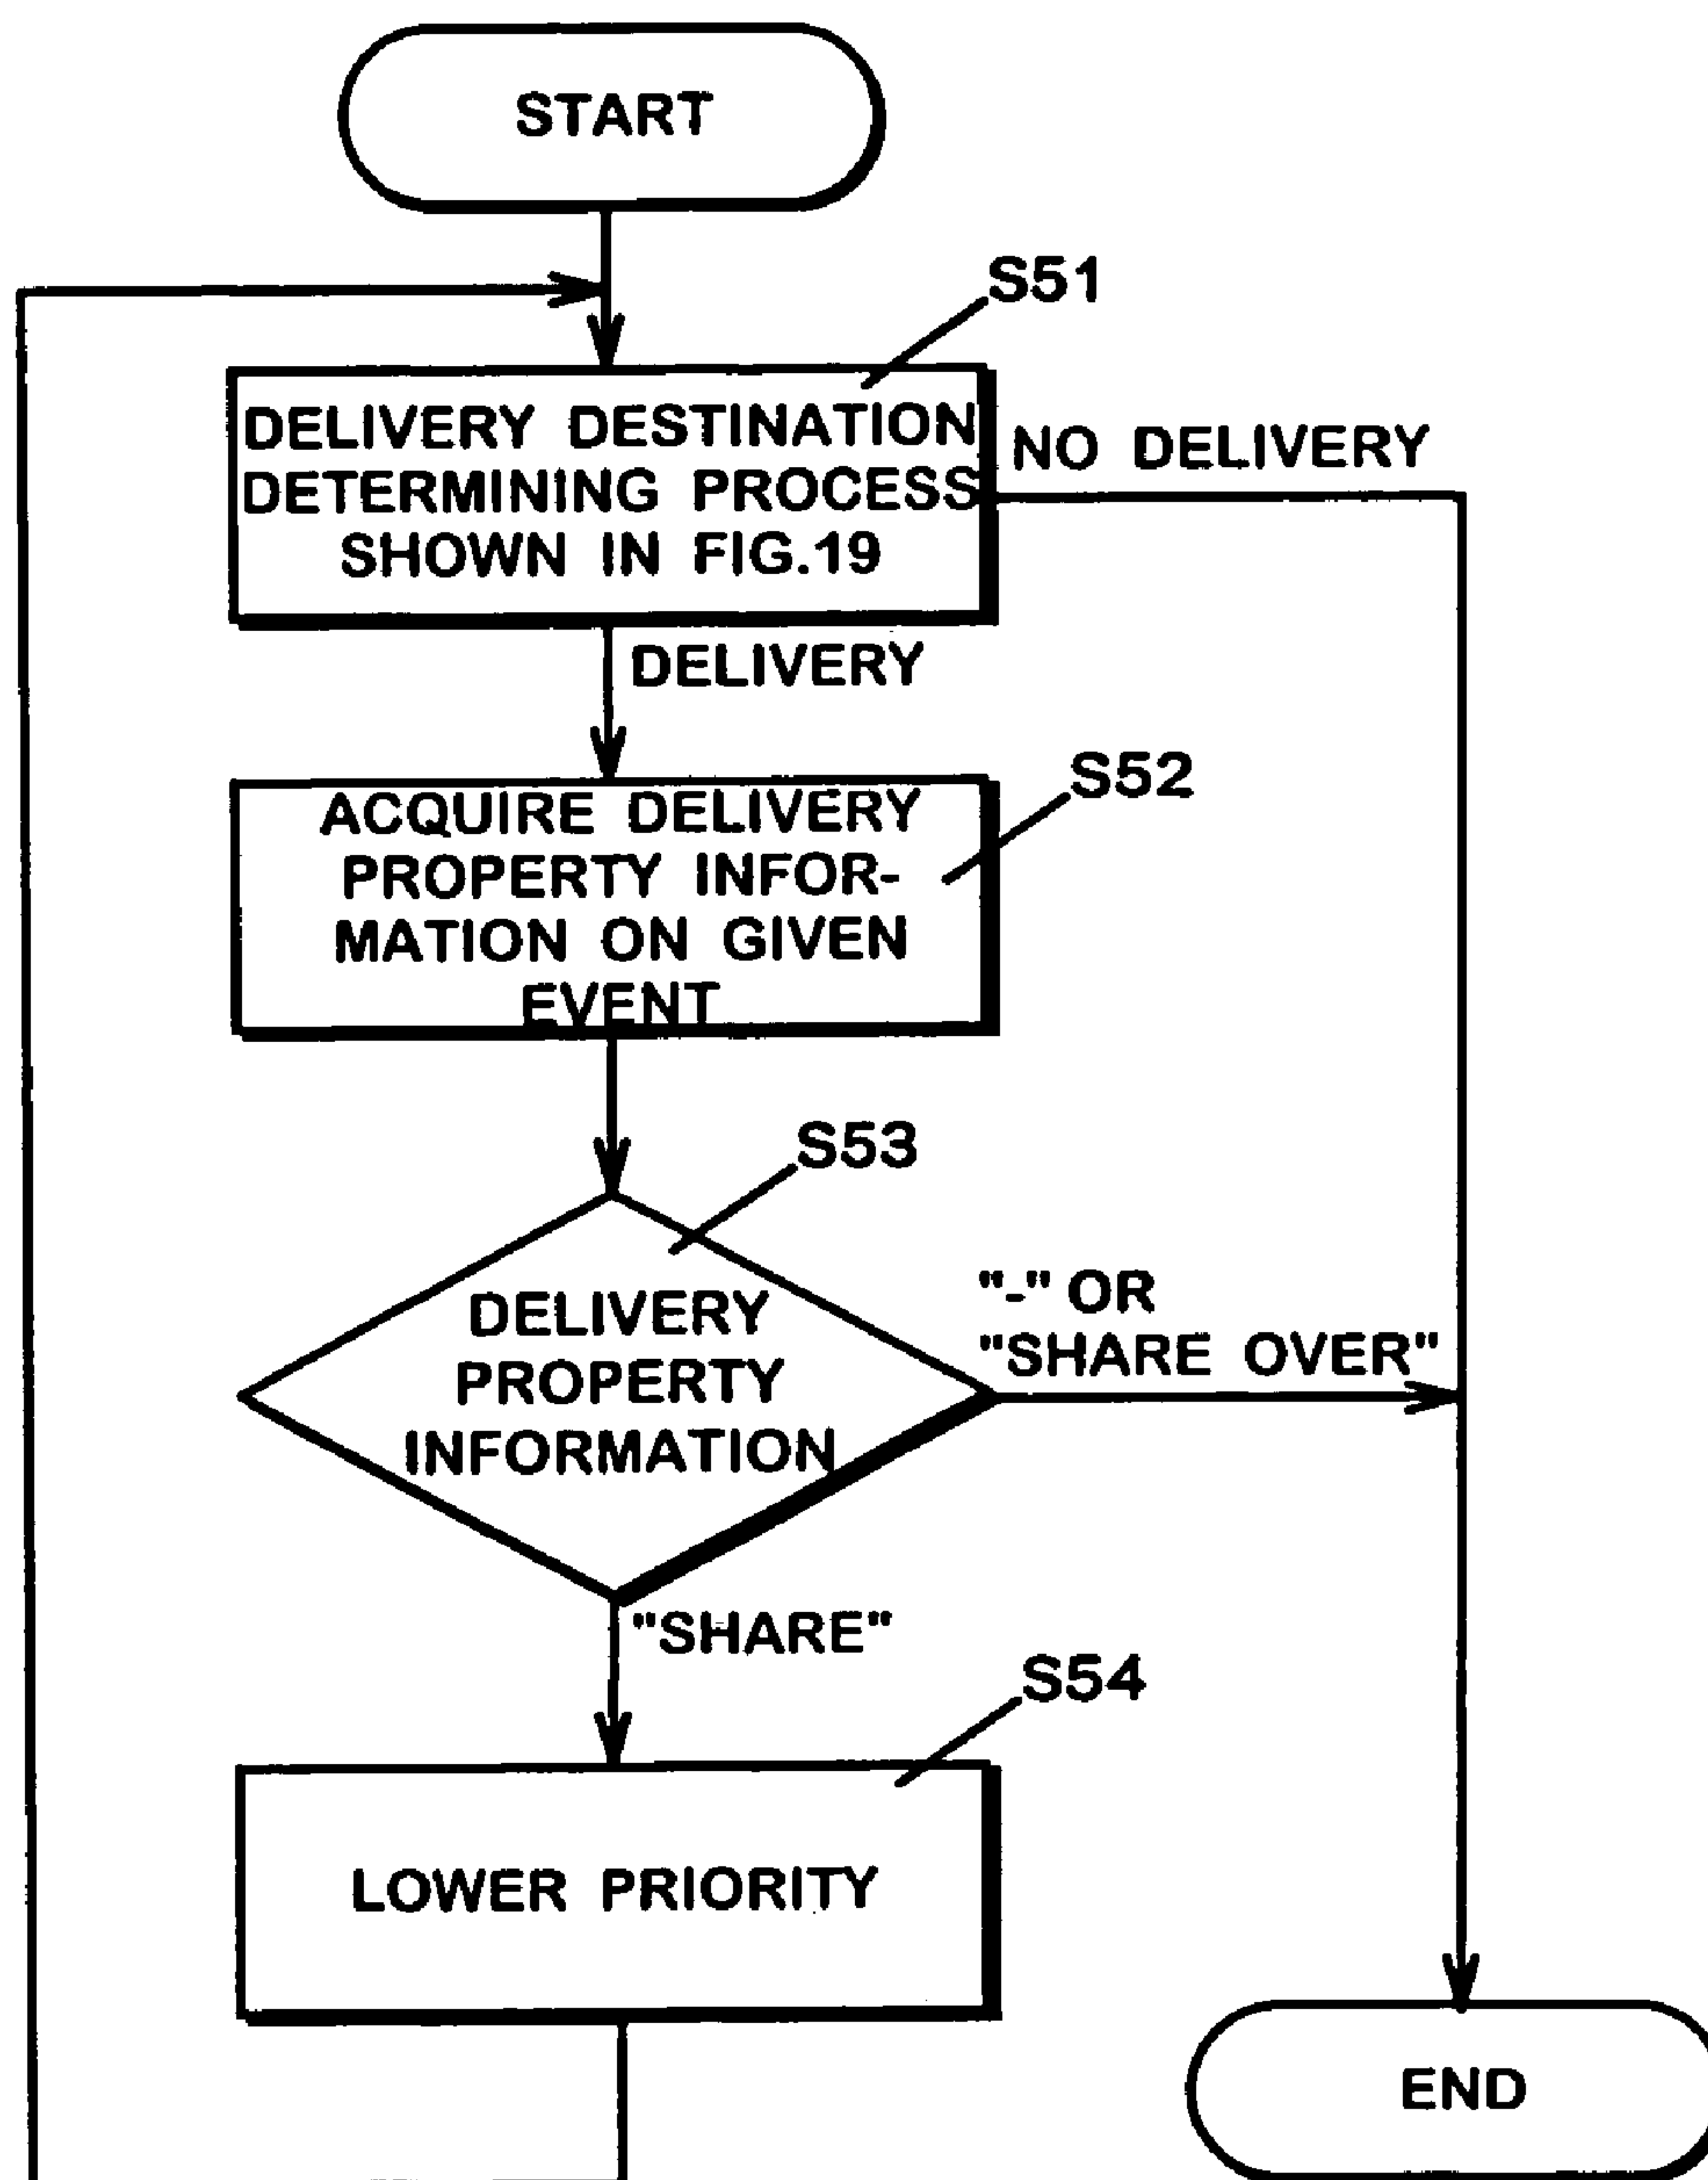 START
S51
DELIVERY DESTINATION
DETERMINING PROCESS
SHOWN IN FIG.19
NO DELIVERY
DELIVERY
S52
ACQUIRE DELIVERY
PROPERTY INFOR-
MATION ON GIVEN
EVENT
S53
DELIVERY
PROPERTY
INFORMATION
"-" OR
"SHARE OVER"
"SHARE"
S54
LOWER PRIORITY
END